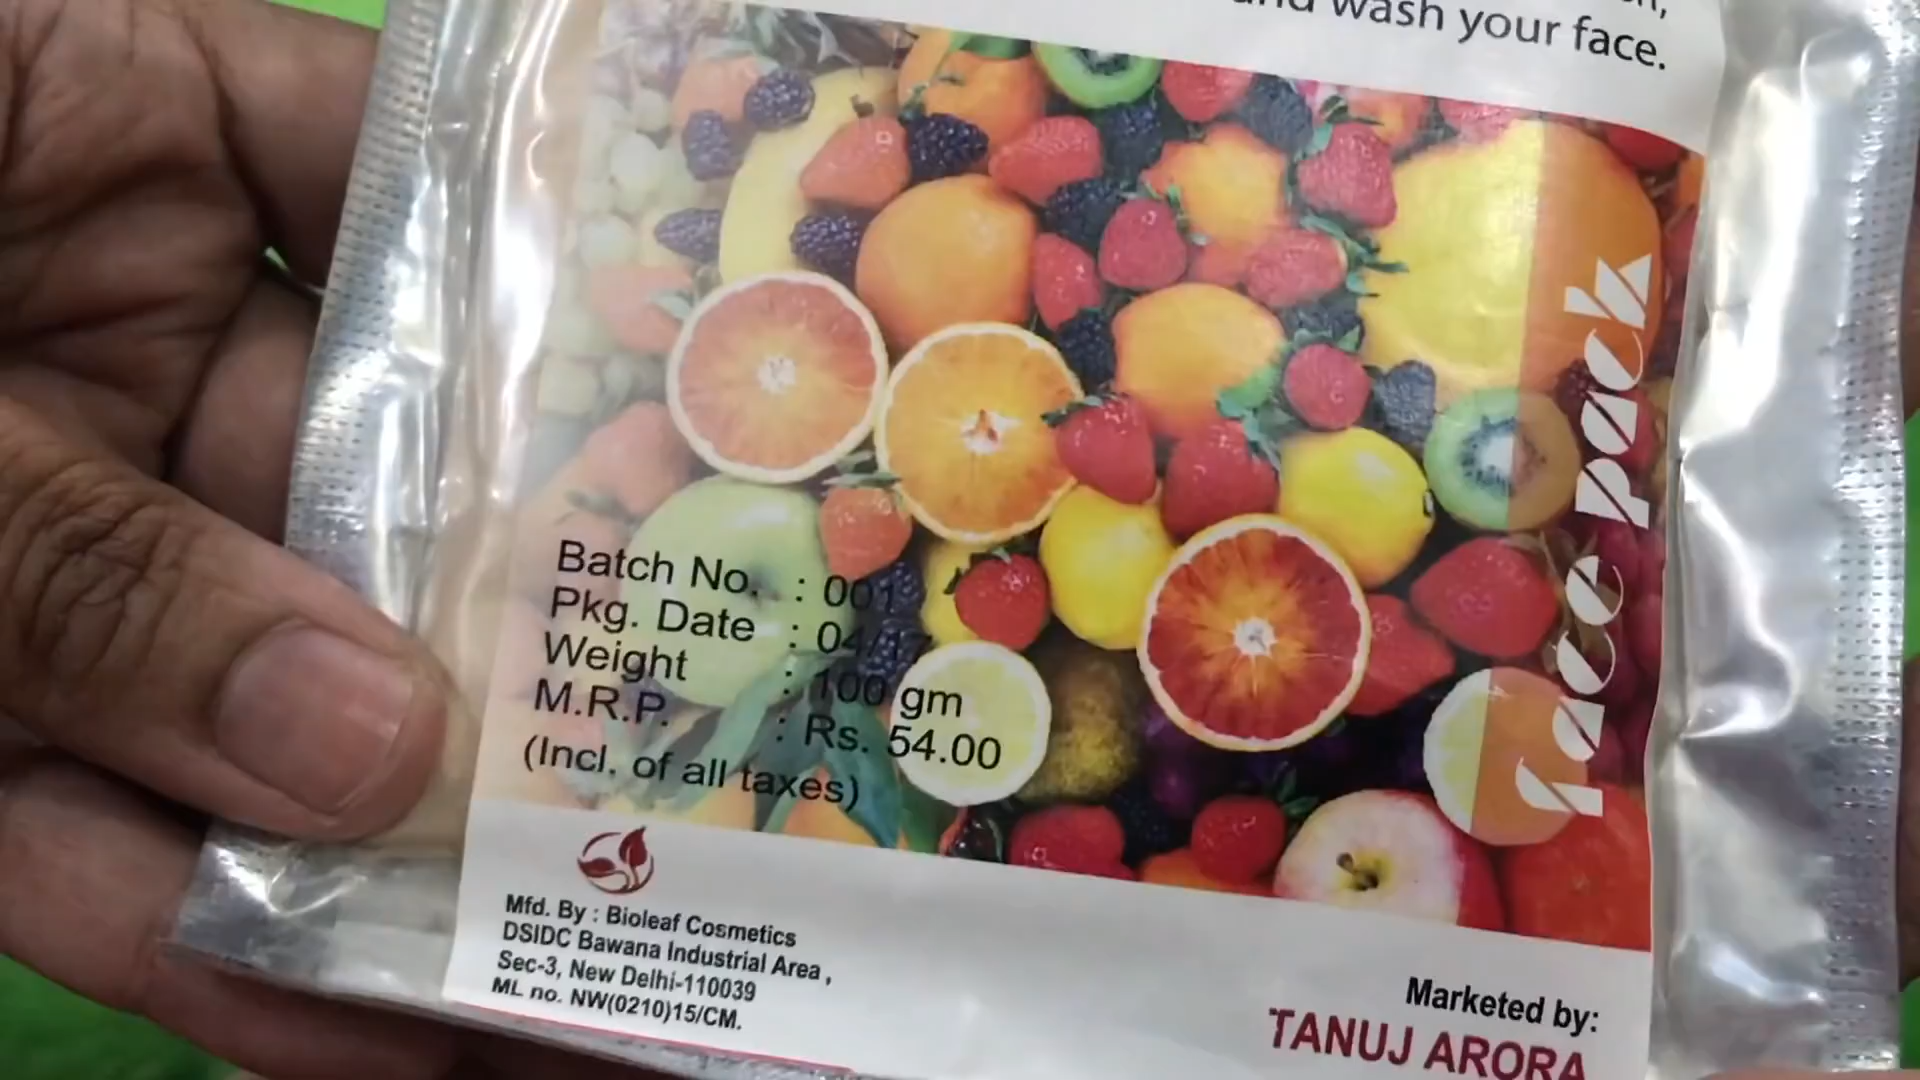 and wash your face.
face pack
Batch No. : 001
Pkg. Date : 04/17
Weight : 100 gm
M.R.P. : Rs. 54.00
(Incl. of all taxes)
Mfd. By : Bioleaf Cosmetics
DSIDC Bawana Industrial Area ,
Sec-3, New Delhi-110039
ML no. NW(0210)15/CM.
Marketed by:
TANUJ ARORA